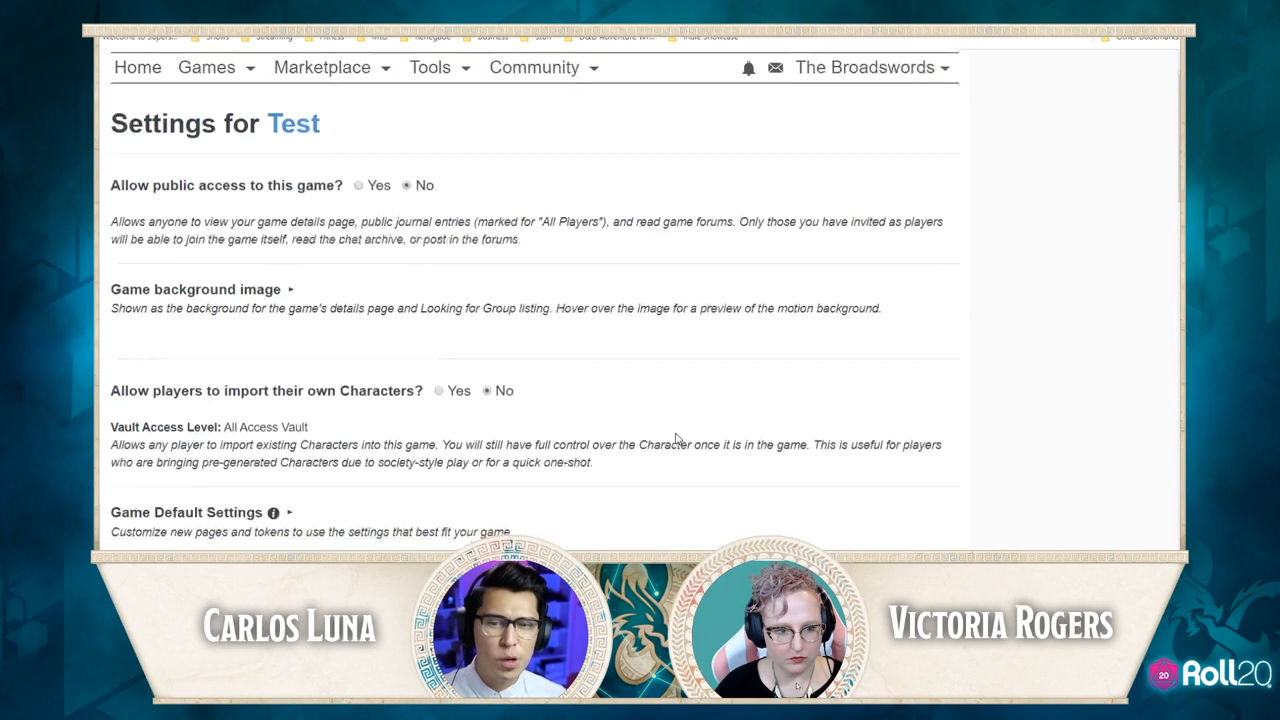 Home Games Marketplace Tools Community The Broadswords
Settings for Test
Allow public access to this game? Yes No
Allows anyone to view your game details page, public journal entries (marked for "All Players"), and read game forums. Only those you have invited as players
will be able to join the game itself, read the chat archive, or post in the forums.
Game background image
Shown as the background for the game's details page and Looking for Group listing. Hover over the image for a preview of the motion background.
Allow players to import their own Characters? Yes No
Vault Access Level: All Access Vault
Allows any player to import existing Characters into this game. You will still have full control over the Character once it is in the game. This is useful for players
who are bringing pre-generated Characters due to society-style play or for a quick one-shot.
Game Default Settings
Customize new pages and tokens to use the settings that best fit your game
Carlos Luna
Victoria Rogers
20 Roll20